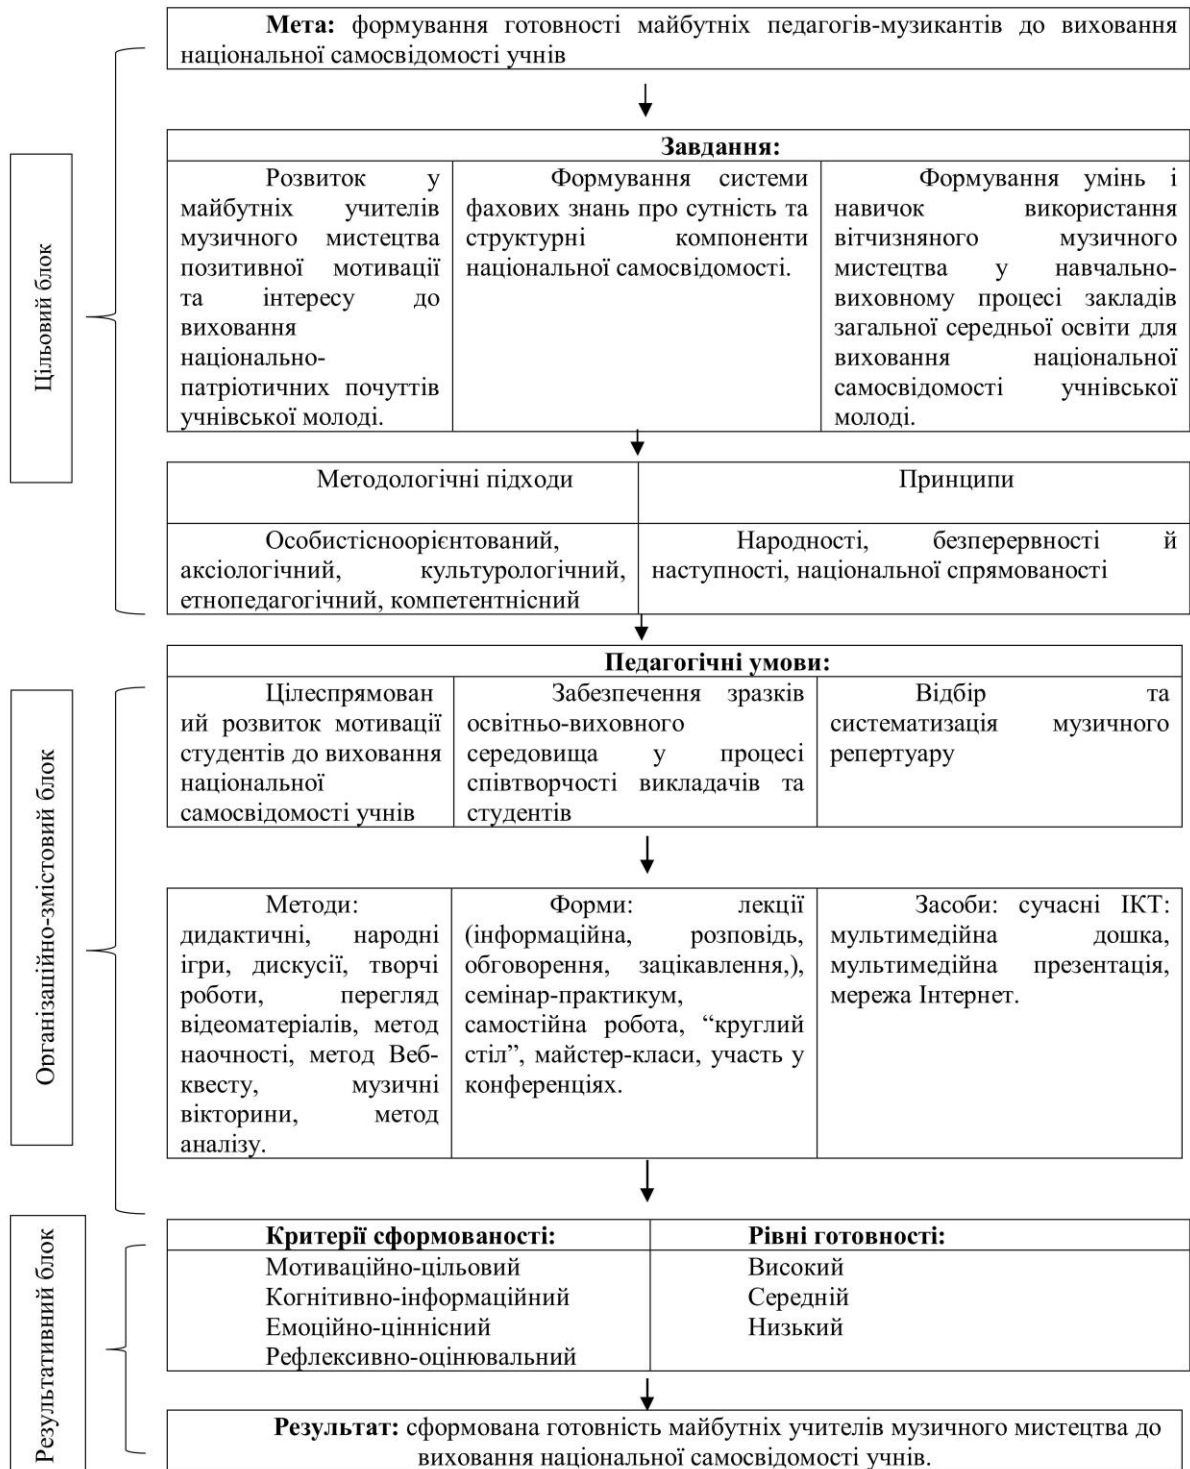 Мета: формування готовності майбутніх педагогів-музикантів до виховання
національної самосвідомості учнів
Цільовий блок
Завдання:
Розвиток у
майбутніх учителів
музичного мистецтва
позитивної мотивації
та інтересу до
виховання
національно-
патріотичних почуттів
учнівської молоді.
Формування системи
фахових знань про сутність та
структурні компоненти
національної самосвідомості.
Формування умінь і
навичок використання
вітчизняного музичного
мистецтва у навчально-
виховному процесі закладів
загальної середньої освіти для
виховання національної
самосвідомості учнівської
молоді.
Методологічні підходи
Принципи
Особистісноорієнтований,
аксіологічний, культурологічний,
етнопедагогічний, компетентнісний
Народності, безперервності й
наступності, національної спрямованості
Організаційно-змістовий блок
Педагогічні умови:
Цілеспрямован
ий розвиток мотивації
студентів до виховання
національної
самосвідомості учнів
Забезпечення зразків
освітньо-виховного
середовища у процесі
співтворчості викладачів та
студентів
Відбір та
систематизація музичного
репертуару
Методи:
дидактичні, народні
ігри, дискусії, творчі
роботи, перегляд
відеоматеріалів, метод
наочності, метод Веб-
квесту, музичні
вікторини, метод
аналізу.
Форми: лекції
(інформаційна, розповідь,
обговорення, зацікавлення,),
семінар-практикум,
самостійна робота, “круглий
стіл”, майстер-класи, участь у
конференціях.
Засоби: сучасні ІКТ:
мультимедійна дошка,
мультимедійна презентація,
мережа Інтернет.
Результативний блок
Критерії сформованості:
Мотиваційно-цільовий
Когнітивно-інформаційний
Емоційно-ціннісний
Рефлексивно-оцінювальний
Рівні готовності:
Високий
Середній
Низький
Результат: сформована готовність майбутніх учителів музичного мистецтва до
виховання національної самосвідомості учнів.